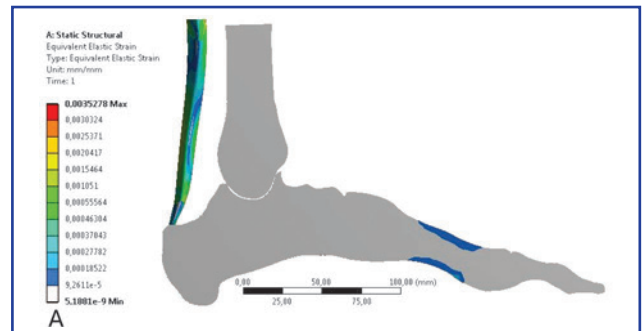 A: Static Structural
Equivalent Elastic Strain
Type: Equivalent Elastic Strain
Unit: mm/mm
Time: 1
0,0035278 Max
0,0030324
0,0025371
0,0020417
0,0015464
0,001051
0,00055564
0,00046304
0,00037043
0,00027782
0,00018522
9,2611e-5
5,1881e-9 Min
0,00 50,00 100,00 (mm)
25,00 75,00
A